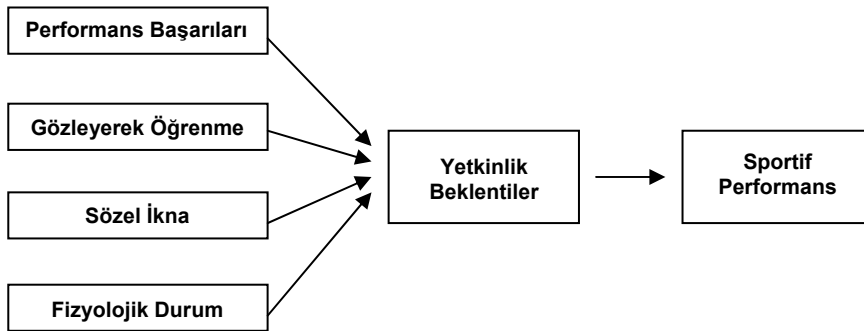 Performans Başarıları
Gözleyerek Öğrenme
Sözel İkna
Fizyolojik Durum
Yetkinlik
Beklentiler
Sportif
Performans